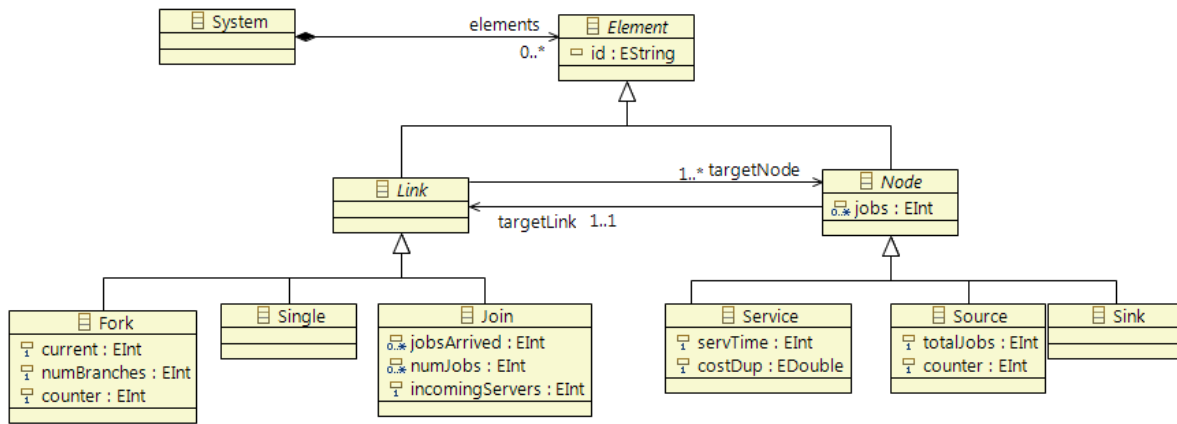 System
elements
0..*
Element
id : EString
Link
1..* targetNode
targetLink 1..1
Node
0..* jobs : EInt
Fork
1 current : EInt
1 numBranches : EInt
1 counter : EInt
Single
Join
0..* jobsArrived : EInt
0..* numJobs : EInt
1 incomingServers : EInt
Service
1 servTime : EInt
1 costDup : EDouble
Source
1 totalJobs : EInt
1 counter : EInt
Sink